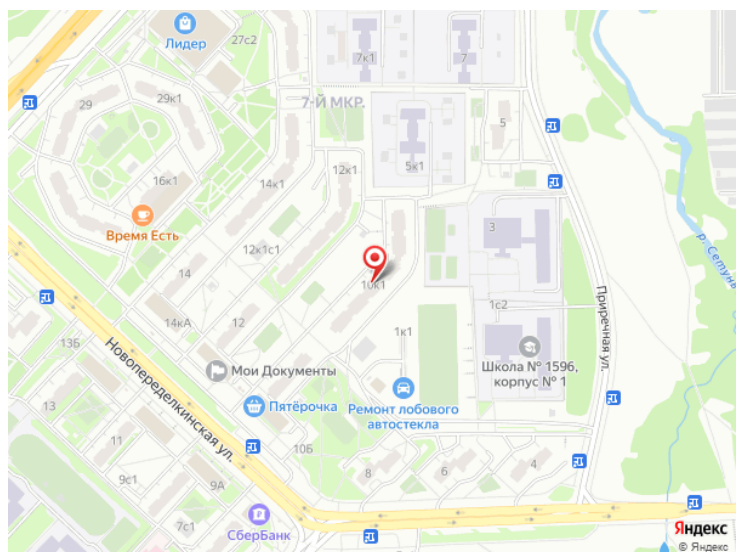 27с2
Лидер
7к1
7
29
29к1
7-Й МКР.
5
5к1
12к1
16к1
14к1
Время Есть
3
12к1с1
р. Сетунь
14
10к1
1с2
14кА
12
1к1
13Б
Приречная ул.
Новопеределкинская ул.
Мои Документы
Школа № 1596,
корпус № 1
13
Пятёрочка
Ремонт лобового
автостекла
11
10Б
8
6
4
9с1
9А
7с1
СберБанк
Яндекс
© Яндекс